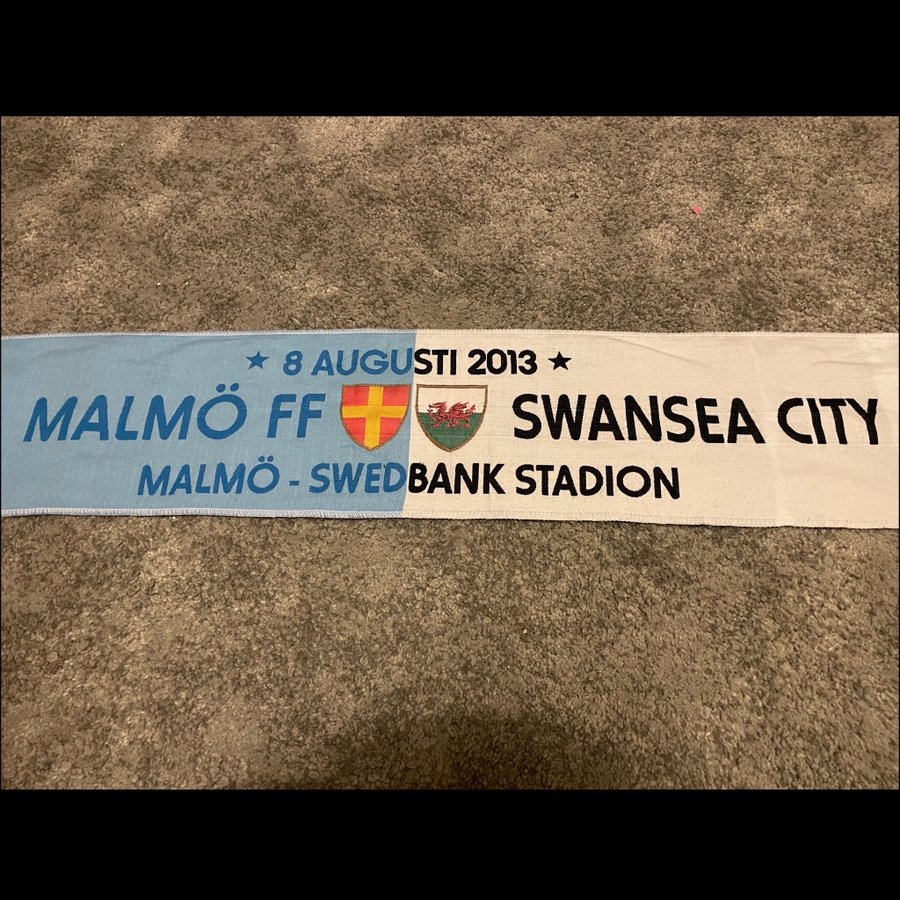 ★ 8 AUGUSTI 2013 ★
MALMÖ FF SWANSEA CITY
MALMÖ - SWEDBANK STADION